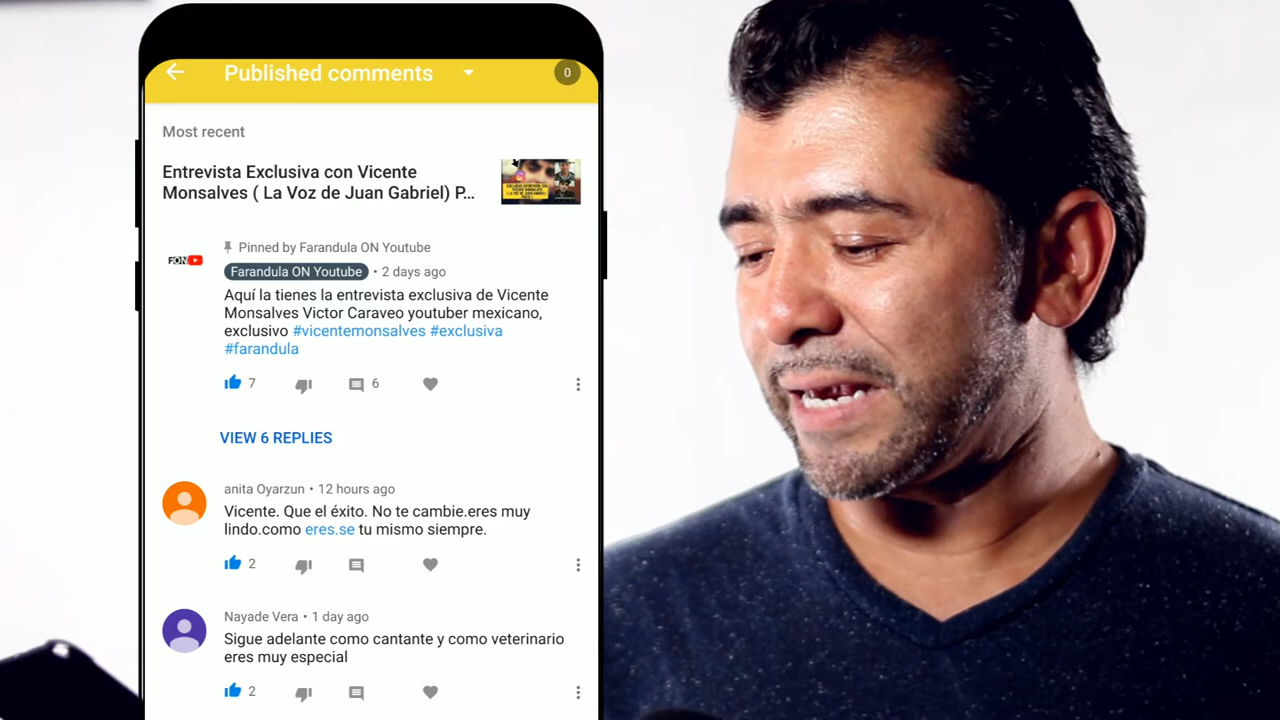 Published comments
0
Most recent
Entrevista Exclusiva con Vicente
Monsalves ( La Voz de Juan Gabriel) P...
Pinned by Farandula ON Youtube
FON
Farandula ON Youtube • 2 days ago
Aquí la tienes la entrevista exclusiva de Vicente
Monsalves Victor Caraveo youtuber mexicano,
exclusivo #vicentemonsalves #exclusiva
#farandula
7
6
VIEW 6 REPLIES
anita Oyarzun • 12 hours ago
Vicente. Que el éxito. No te cambie.eres muy
lindo.como eres.se tu mismo siempre.
2
Nayade Vera • 1 day ago
Sigue adelante como cantante y como veterinario
eres muy especial
2